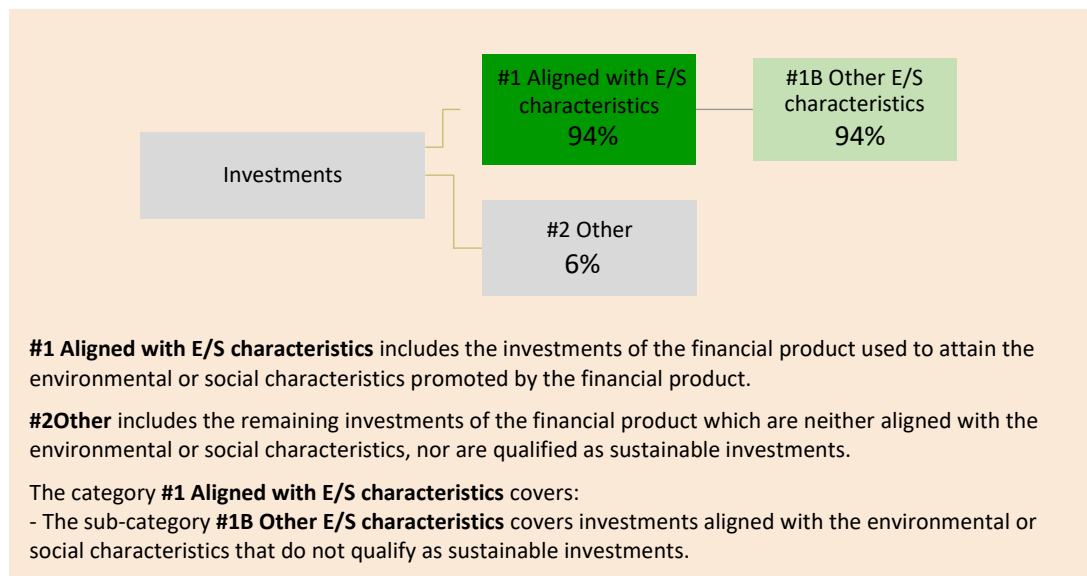 #1 Aligned with E/S
characteristics
94%
#1B Other E/S
characteristics
94%
Investments
#2 Other
6%
#1 Aligned with E/S characteristics includes the investments of the financial product used to attain the
environmental or social characteristics promoted by the financial product.
#2Other includes the remaining investments of the financial product which are neither aligned with the
environmental or social characteristics, nor are qualified as sustainable investments.
The category #1 Aligned with E/S characteristics covers:
- The sub-category #1B Other E/S characteristics covers investments aligned with the environmental or
social characteristics that do not qualify as sustainable investments.